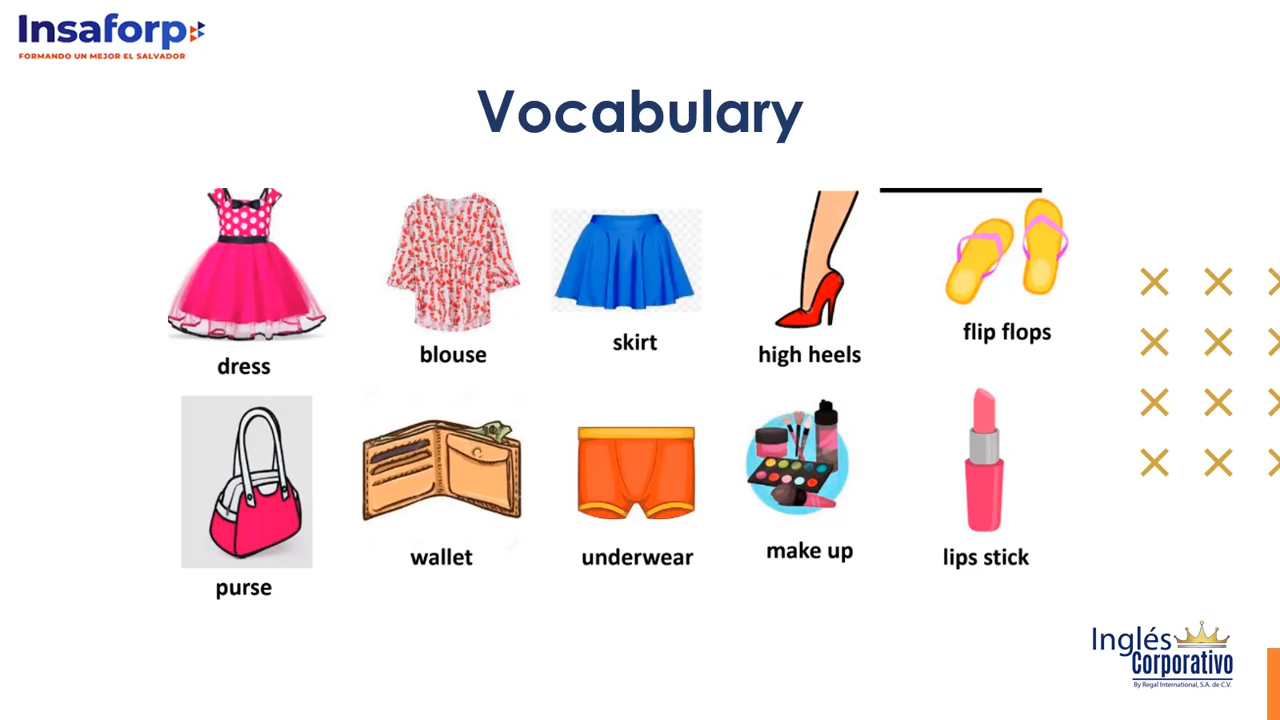 Insaforp
FORMANDO UN MEJOR EL SALVADOR
Vocabulary
dress
blouse
skirt
high heels
flip flops
purse
wallet
underwear
make up
lips stick
Inglés
Corporativo
By Regal International, S.A. de C.V.